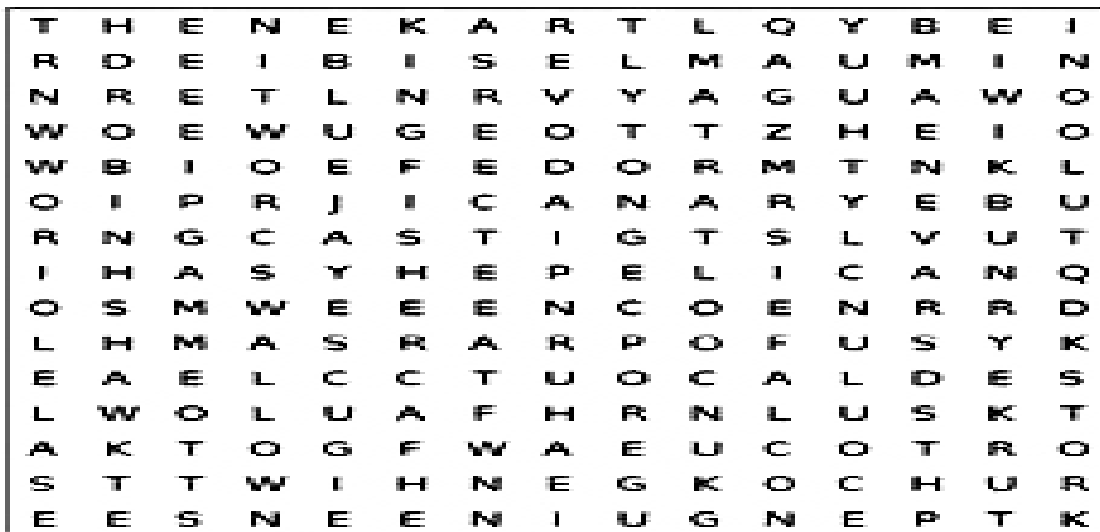 T H E N E K A R T L Q Y B E I
R D E I B I S E L M A U M I N
N R E T L N R V Y A G U A W O
W O E W U G E O T T Z H E I O
W B I O E F E D O R M T N K L
O I P R J I C A N A R Y E B U
R N G C A S T I G T S L V U T
I H A S Y H E P E L I C A N Q
O S M W E E E N C O E N R R D
L H M A S R A R P O F U S Y K
E A E L C C T U O C A L D E S
L W O L U A F H R N L U S K T
A K T O G F W A E U C O T R O
S T T W I H N E G K O C H U R
E E S N E E N I U G N E P T K